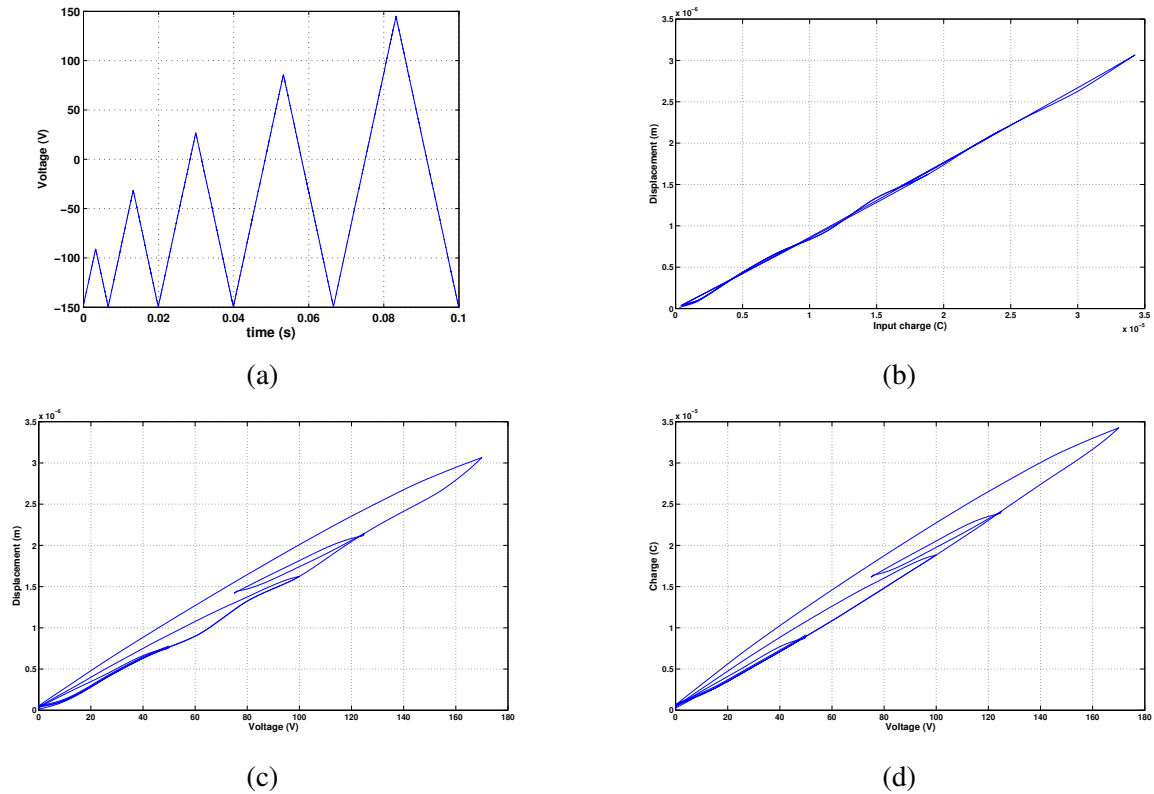 150
100
50
0
−50
−100
−150
0 0.02 0.04 0.06 0.08 0.1
Voltage (V)
time (s)
(a)
x 10⁻⁶
3.5
3
2.5
2
1.5
1
0.5
0
0.5 1 1.5 2 2.5 3 3.5
x 10⁻⁵
Displacement (m)
Input charge (C)
(b)
x 10⁻⁶
3.5
3
2.5
2
1.5
1
0.5
0
0 20 40 60 80 100 120 140 160 180
Displacement (m)
Voltage (V)
(c)
x 10⁻⁵
3.5
3
2.5
2
1.5
1
0.5
0
0 20 40 60 80 100 120 140 160 180
Charge (C)
Voltage (V)
(d)